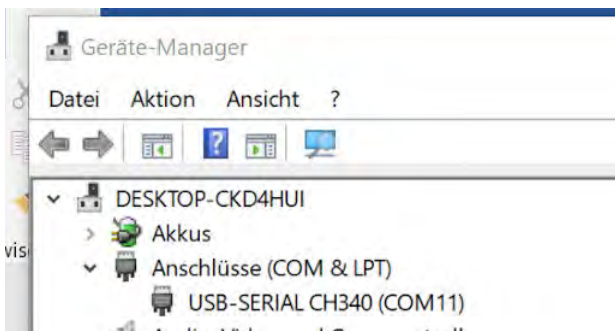 Geräte-Manager
Datei Aktion Ansicht ?
DESKTOP-CKD4HUI
Akkus
Anschlüsse (COM & LPT)
USB-SERIAL CH340 (COM11)